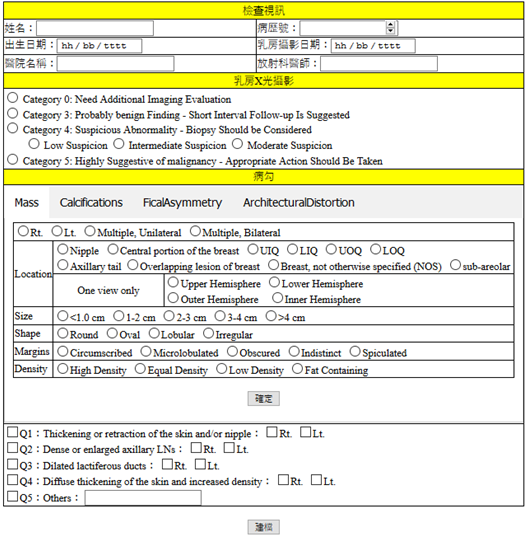 檢查視訊
姓名： 病歷號：
出生日期： hh / bb / tttt 乳房攝影日期： hh / bb / tttt
醫院名稱： 放射科醫師：
乳房X光攝影
Category 0: Need Additional Imaging Evaluation
Category 3: Probably benign Finding - Short Interval Follow-up Is Suggested
Category 4: Suspicious Abnormality - Biopsy Should be Considered
Low Suspicion Intermediate Suspicion Moderate Suspicion
Category 5: Highly Suggestive of malignancy - Appropriate Action Should Be Taken
病勾
Mass Calcifications FicalAsymmetry ArchitecturalDistortion
Rt. Lt. Multiple, Unilateral Multiple, Bilateral
Location
Nipple Central portion of the breast UIQ LIQ UOQ LOQ
Axillary tail Overlapping lesion of breast Breast, not otherwise specified (NOS) sub-areolar
One view only
Upper Hemisphere Lower Hemisphere
Outer Hemisphere Inner Hemisphere
Size <1.0 cm 1-2 cm 2-3 cm 3-4 cm >4 cm
Shape Round Oval Lobular Irregular
Margins Circumscribed Microlobulated Obscured Indistinct Spiculated
Density High Density Equal Density Low Density Fat Containing
確定
Q1：Thickening or retraction of the skin and/or nipple： Rt. Lt.
Q2：Dense or enlarged axillary LNs： Rt. Lt.
Q3：Dilated lactiferous ducts： Rt. Lt.
Q4：Diffuse thickening of the skin and increased density： Rt. Lt.
Q5：Others：
建檔